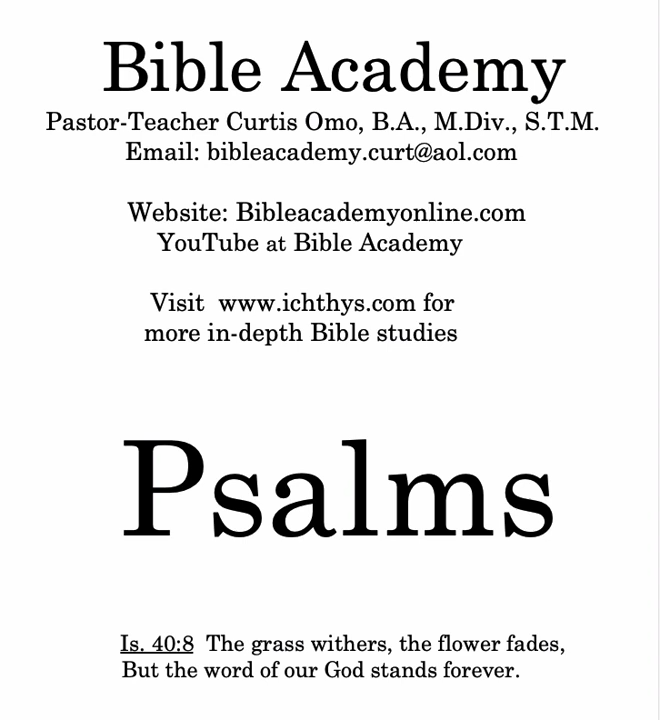 Bible Academy
Pastor-Teacher Curtis Omo, B.A., M.Div., S.T.M.
Email: bibleacademy.curt@aol.com
Website: Bibleacademyonline.com
YouTube at Bible Academy
Visit www.ichthys.com for
more in-depth Bible studies
Psalms
Is. 40:8 The grass withers, the flower fades,
But the word of our God stands forever.